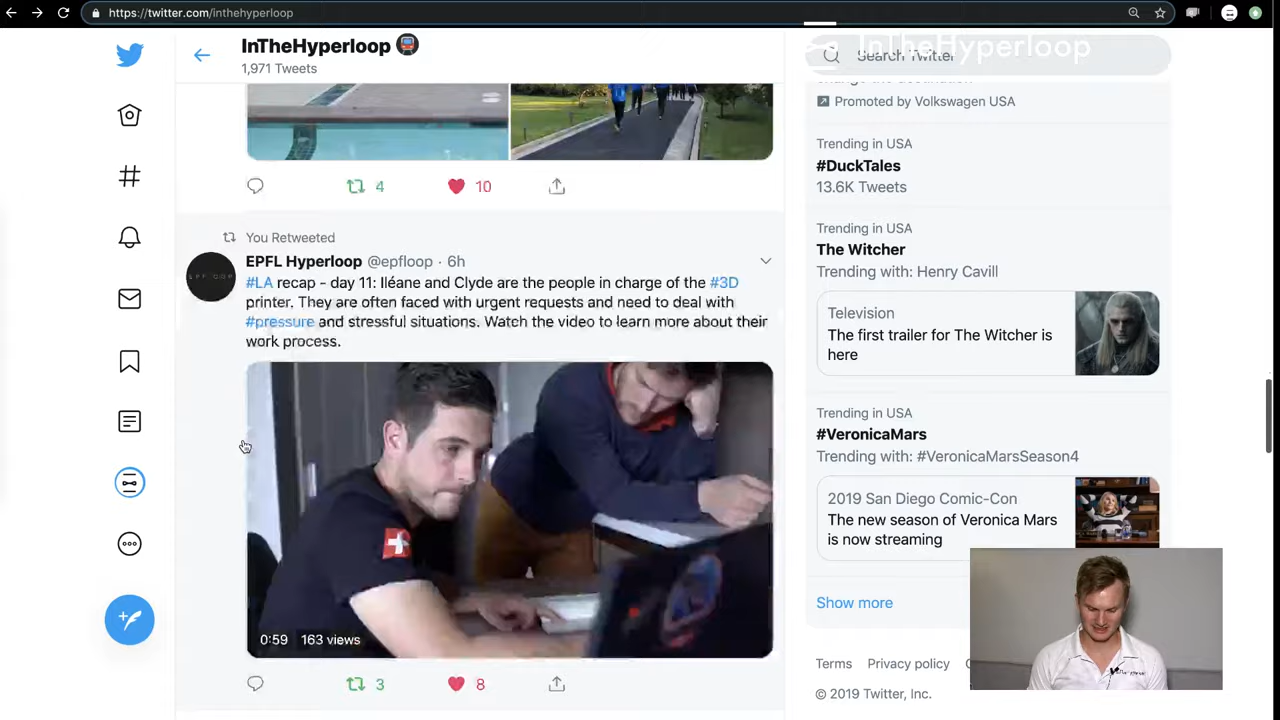 https://twitter.com/inthehyperloop
InTheHyperloop
1,971 Tweets
InTheHyperloop
Search Twitter
Promoted by Volkswagen USA
4
10
You Retweeted
EPFL Hyperloop @epfloop · 6h
#LA recap - day 11: Iléane and Clyde are the people in charge of the #3D
printer. They are often faced with urgent requests and need to deal with
#pressure and stressful situations. Watch the video to learn more about their
work process.
EPFLOOP
0:59 163 views
3
8
Trending in USA
#DuckTales
13.6K Tweets
Trending in USA
The Witcher
Trending with: Henry Cavill
Television
The first trailer for The Witcher is
here
Trending in USA
#VeronicaMars
Trending with: #VeronicaMarsSeason4
2019 San Diego Comic-Con
The new season of Veronica Mars
is now streaming
Show more
Terms Privacy policy
© 2019 Twitter, Inc.